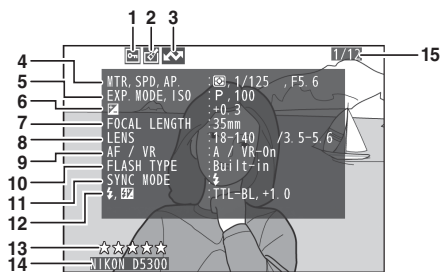 1 2 3
1/12 15
4 MTR, SPD, AP. : 1/125 , F5.6
5 EXP. MODE, ISO : P , 100
6 : +0.3
7 FOCAL LENGTH : 35mm
8 LENS : 18-140 /3.5-5.6
9 AF / VR : A / VR-On
10 FLASH TYPE : Built-in
11 SYNC MODE :
12 , : TTL-BL, +1.0
13
14 NIKON D5300